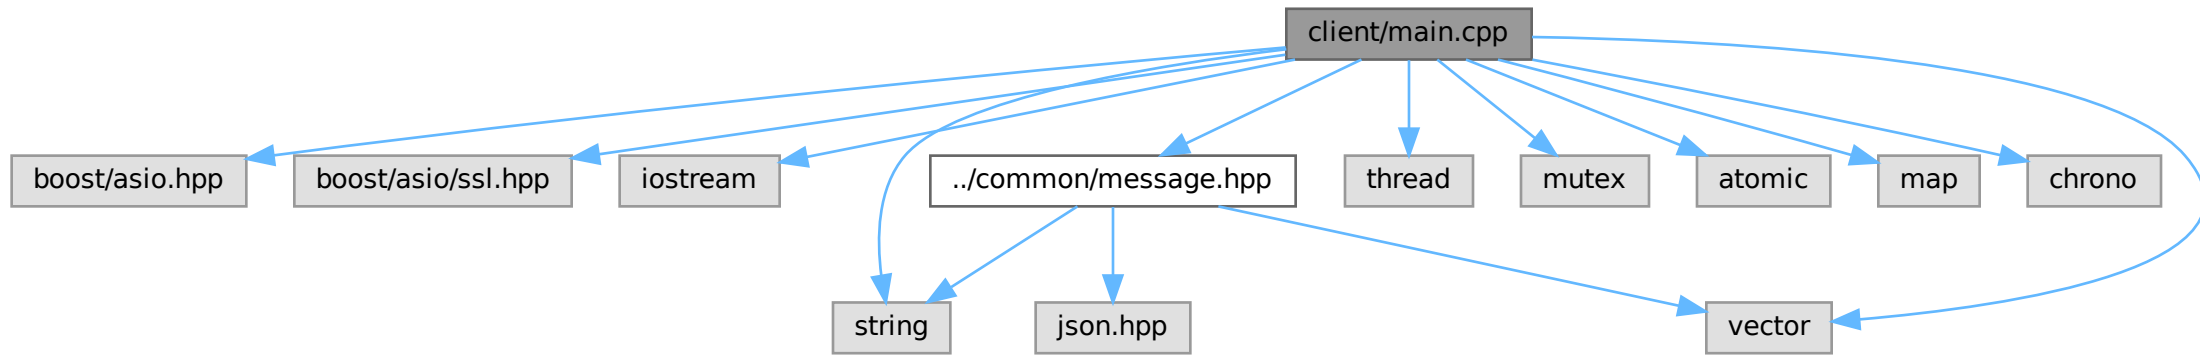 client/main.cpp
boost/asio.hpp
boost/asio/ssl.hpp
iostream
../common/message.hpp
thread
mutex
atomic
map
chrono
string
json.hpp
vector